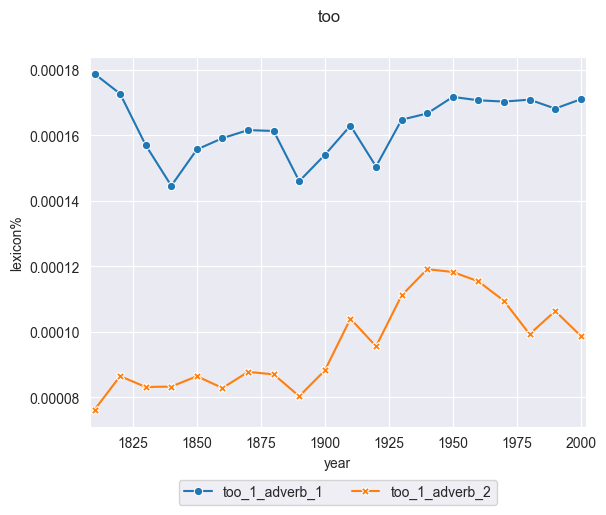 too
0.00018
0.00016
0.00014
0.00012
0.00010
0.00008
lexicon%
1825 1850 1875 1900 1925 1950 1975 2000
year
too_1_adverb_1 too_1_adverb_2